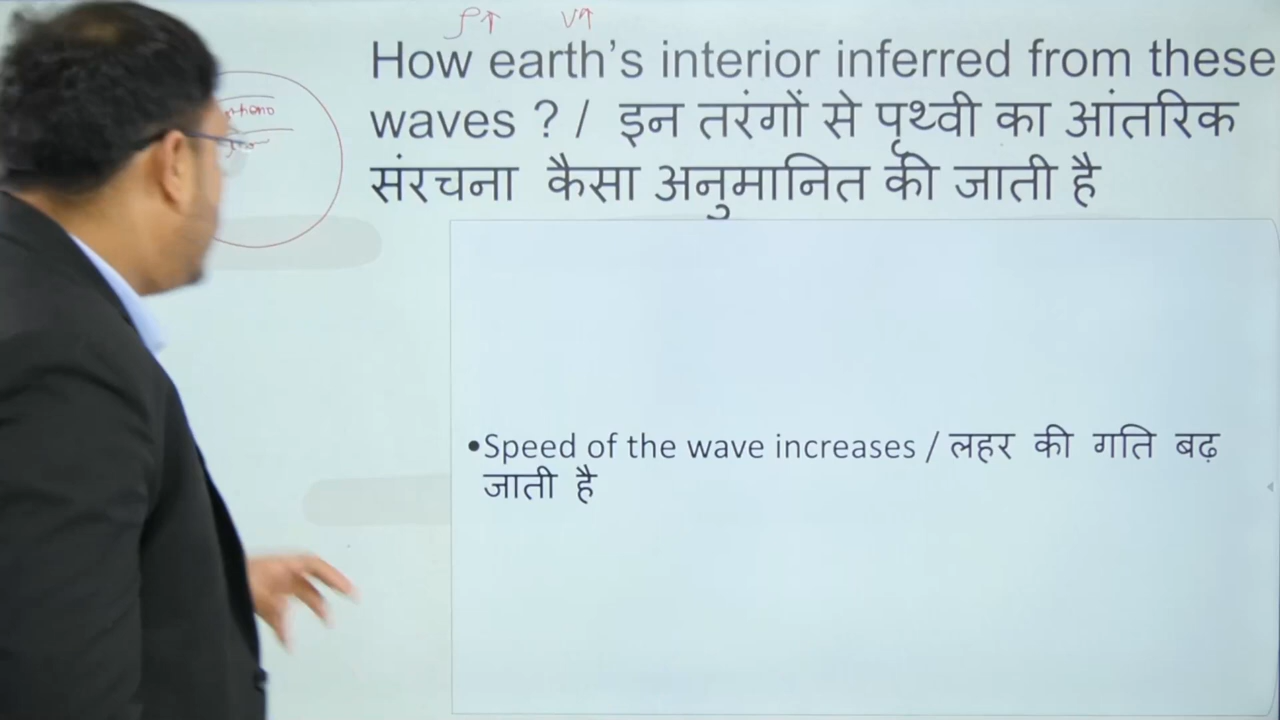 ρ↑ V↑
How earth's interior inferred from these
waves ? / इन तरंगों से पृथ्वी का आंतरिक
संरचना कैसा अनुमानित की जाती है
•Speed of the wave increases / लहर की गति बढ़
जाती है